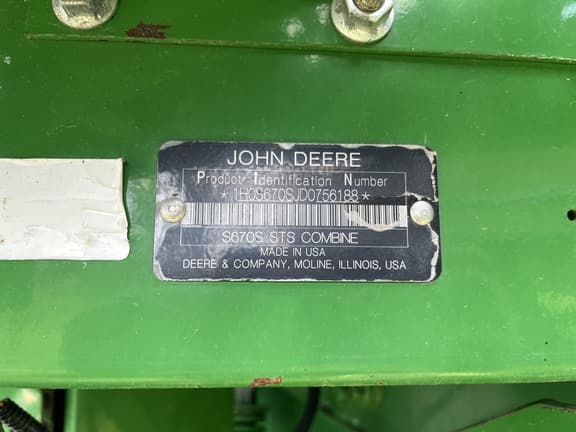 JOHN DEERE
Product Identification Number
*1H0S670SJD0756188*
S670S STS COMBINE
MADE IN USA
DEERE & COMPANY, MOLINE, ILLINOIS, USA